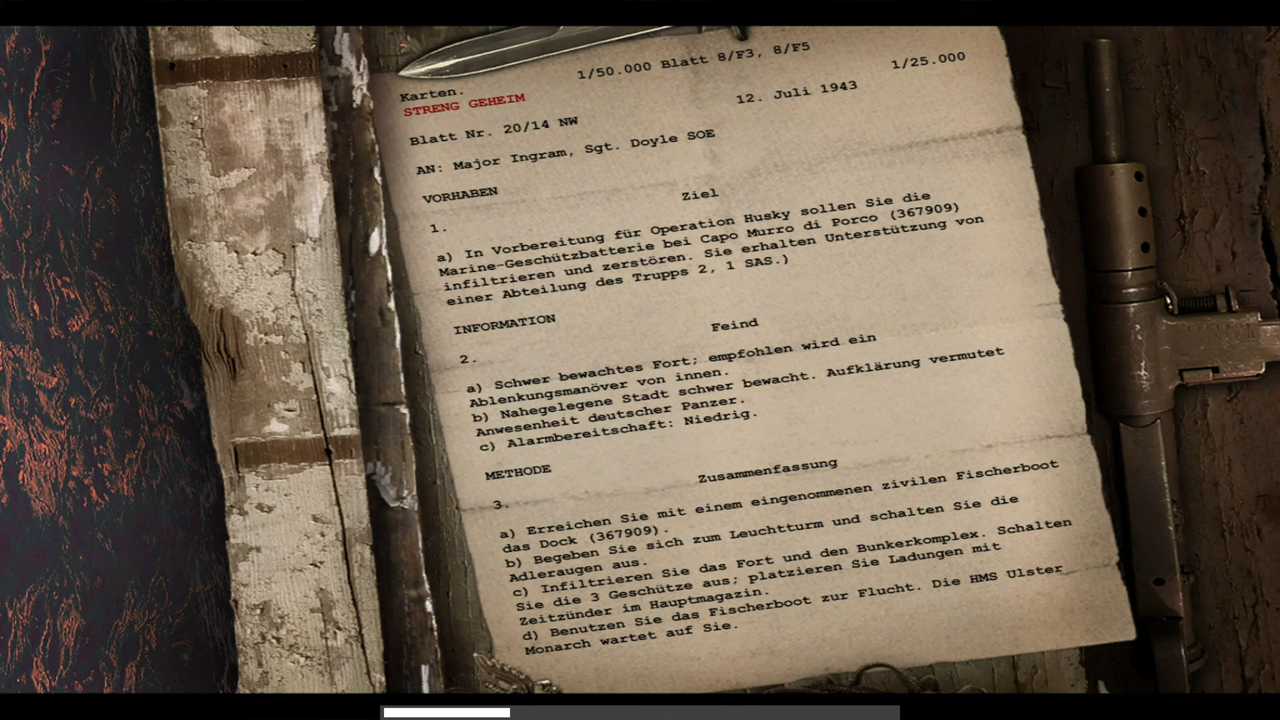 1/50.000 Blatt 8/F3, 8/F5
Karten. 1/25.000
STRENG GEHEIM
12. Juli 1943
Blatt Nr. 20/14 NW
AN: Major Ingram, Sgt. Doyle SOE
VORHABEN
Ziel
1.
a) In Vorbereitung für Operation Husky sollen Sie die
Marine-Geschützbatterie bei Capo Murro di Porco (367909)
infiltrieren und zerstören. Sie erhalten Unterstützung von
einer Abteilung des Trupps 2, 1 SAS.)
INFORMATION
Feind
2.
a) Schwer bewachtes Fort; empfohlen wird ein
Ablenkungsmanöver von innen.
b) Nahegelegene Stadt schwer bewacht. Aufklärung vermutet
Anwesenheit deutscher Panzer.
c) Alarmbereitschaft: Niedrig.
METHODE
Zusammenfassung
3.
a) Erreichen Sie mit einem eingenommenen zivilen Fischerboot
das Dock (367909).
b) Begeben Sie sich zum Leuchtturm und schalten Sie die
Adleraugen aus.
c) Infiltrieren Sie das Fort und den Bunkerkomplex. Schalten
Sie die 3 Geschütze aus; platzieren Sie Ladungen mit
Zeitzünder im Hauptmagazin.
d) Benutzen Sie das Fischerboot zur Flucht. Die HMS Ulster
Monarch wartet auf Sie.